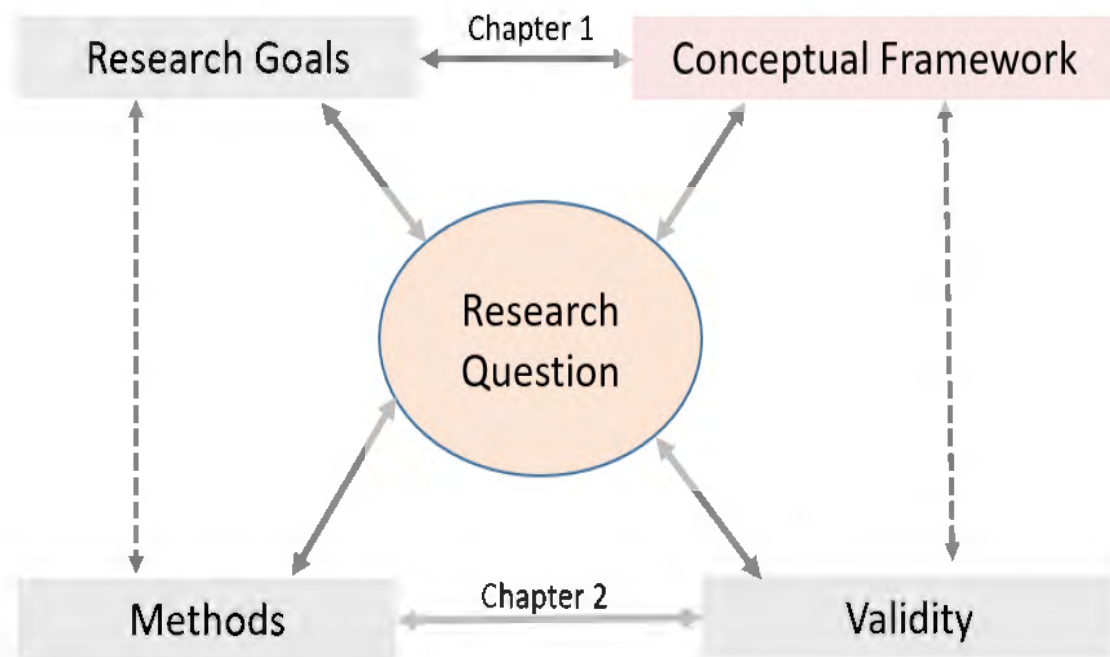 Research Goals
Chapter 1
Conceptual Framework
Research
Question
Methods
Chapter 2
Validity